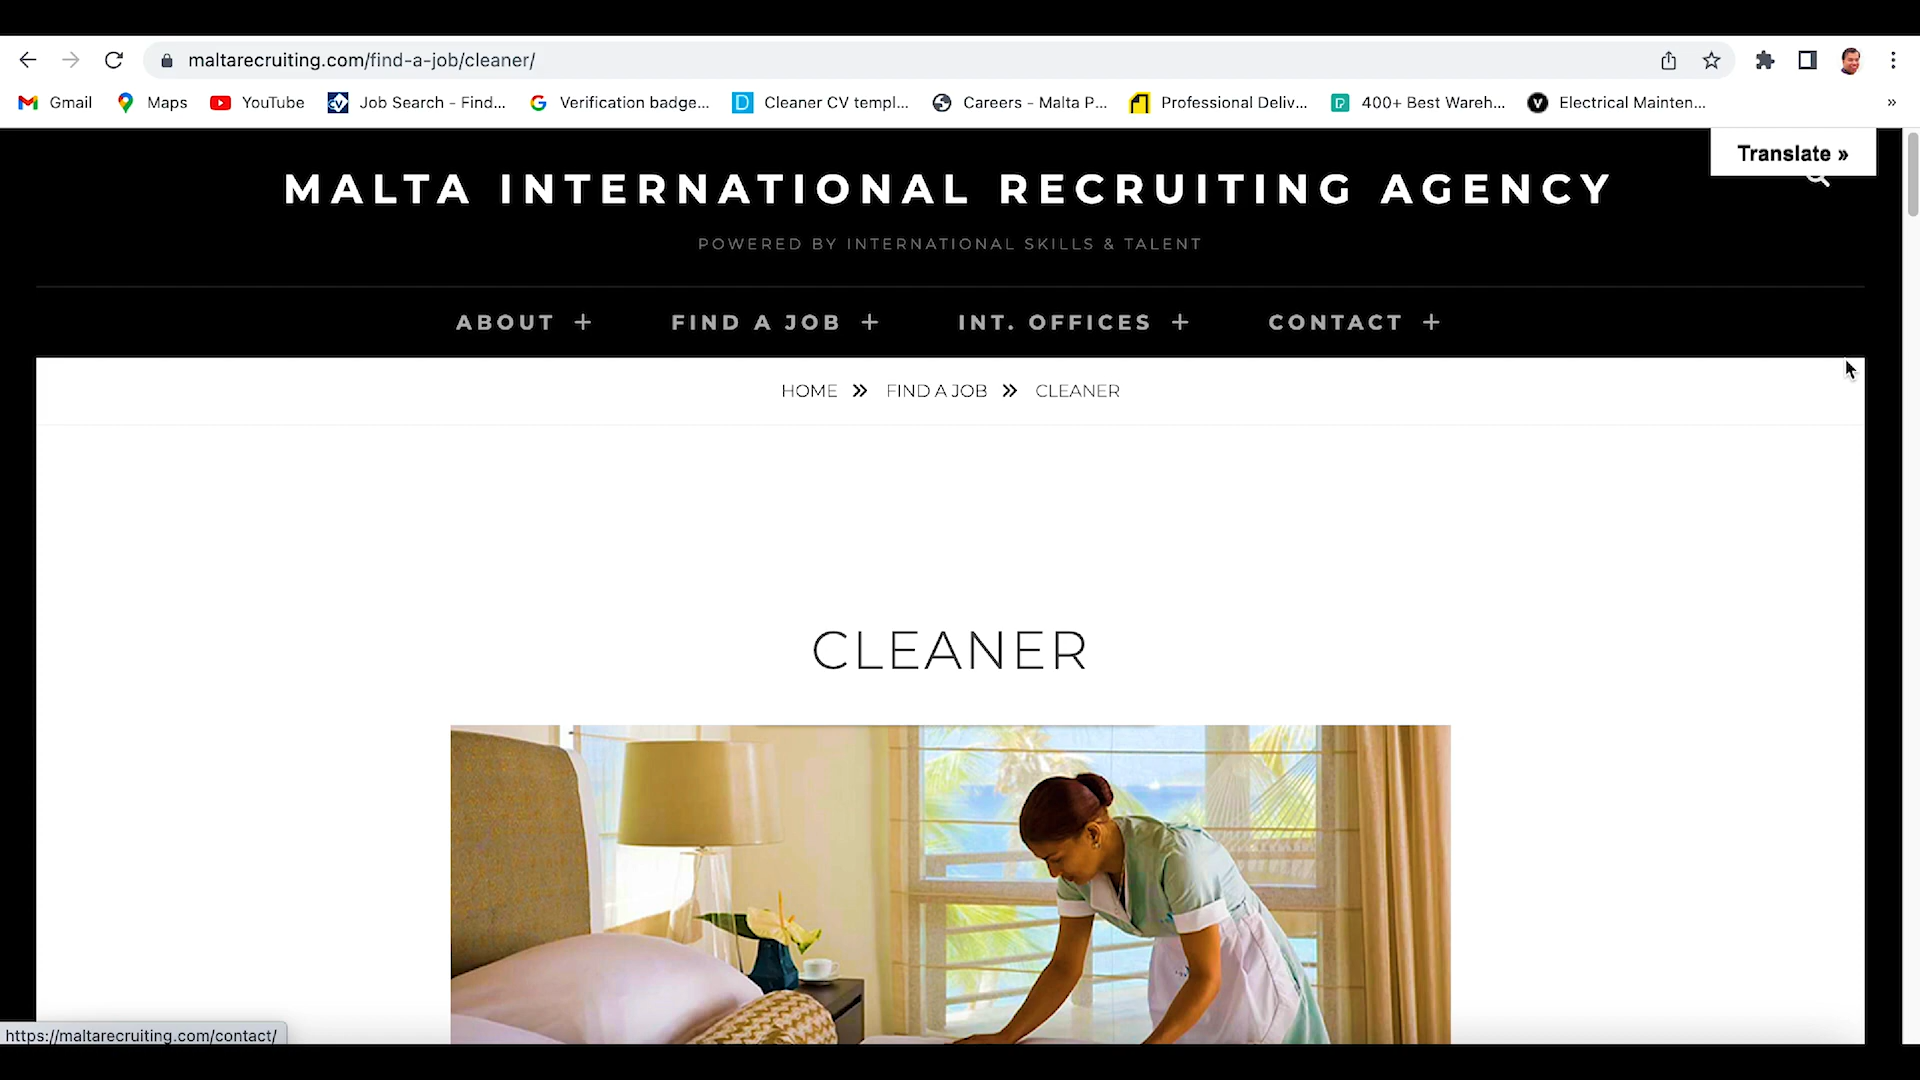 maltarecruiting.com/find-a-job/cleaner/
Gmail Maps YouTube Job Search - Find... Verification badge... Cleaner CV templ... Careers - Malta P... Professional Deliv... 400+ Best Wareh... Electrical Mainten... »
Translate »
MALTA INTERNATIONAL RECRUITING AGENCY
POWERED BY INTERNATIONAL SKILLS & TALENT
ABOUT + FIND A JOB + INT. OFFICES + CONTACT +
HOME » FIND A JOB » CLEANER
CLEANER
https://maltarecruiting.com/contact/